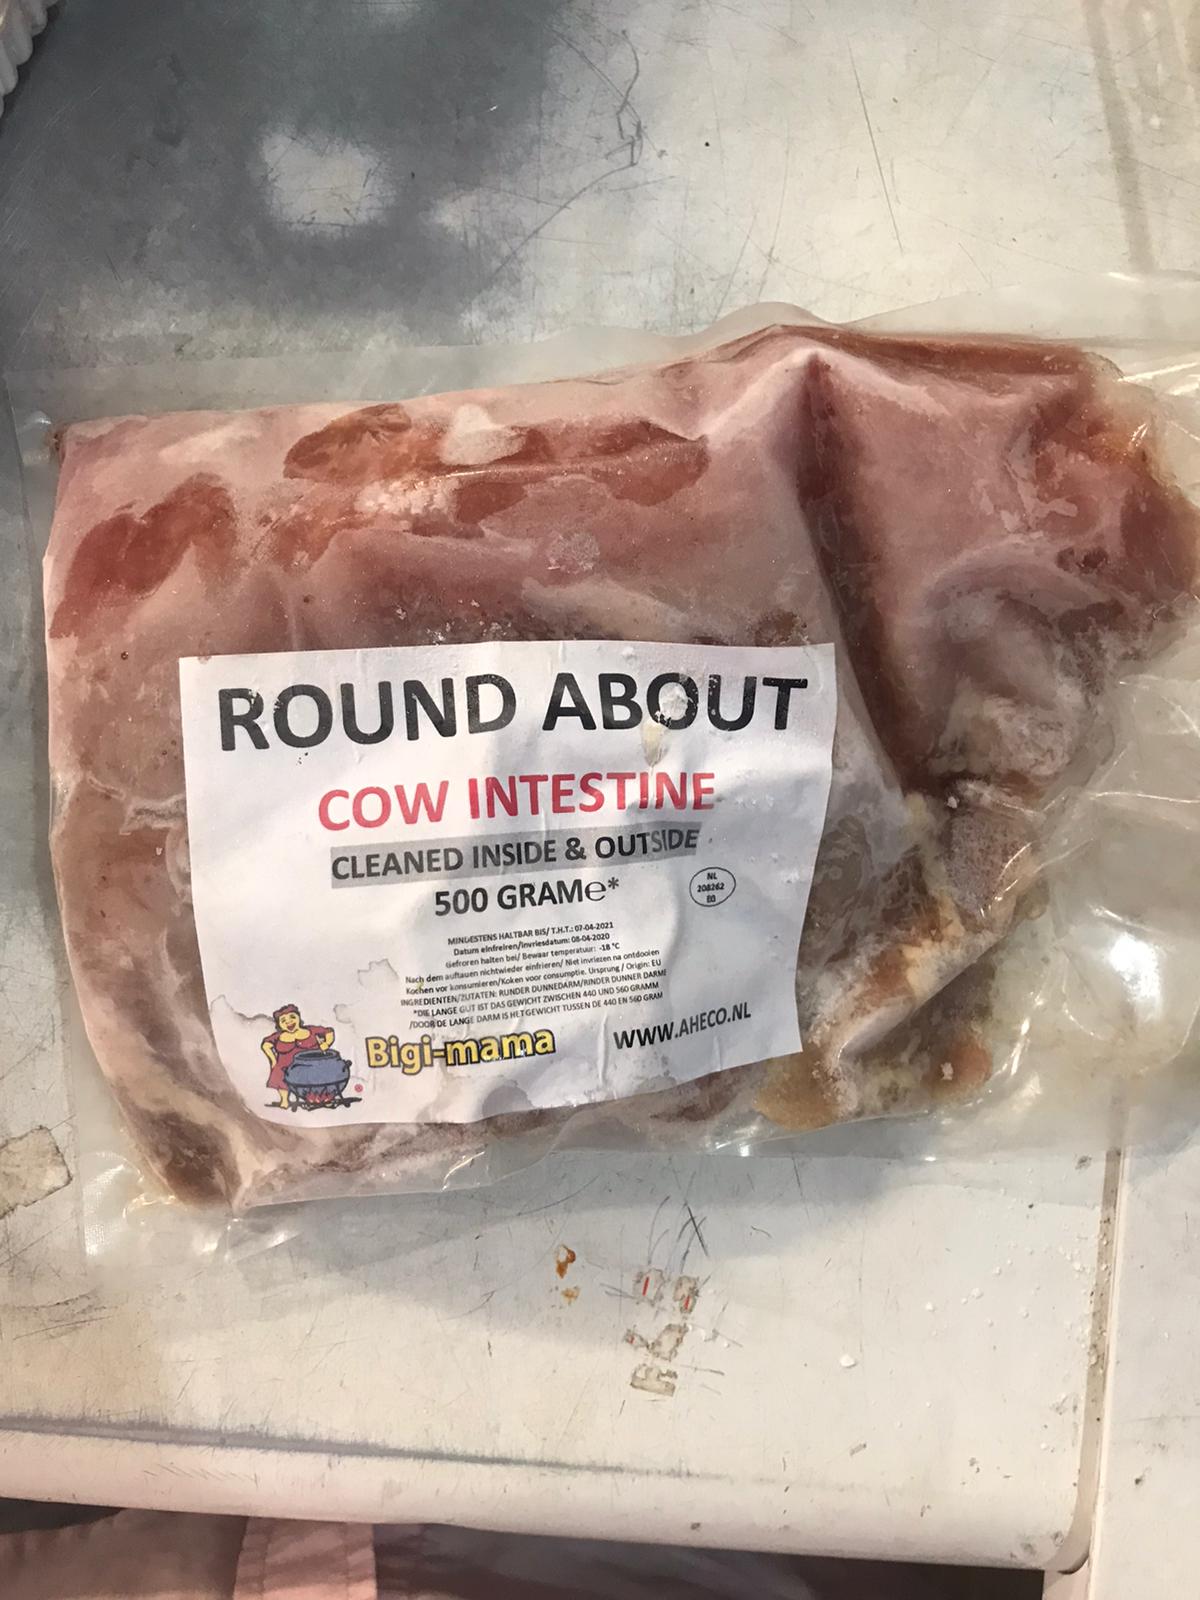 ROUND ABOUT
COW INTESTINE
CLEANED INSIDE & OUTSIDE
500 GRAM℮*
NL
208262
EG
MINDESTENS HALTBAR BIS/ T.H.T.: 07-04-2021
Datum einfreiren/invriesdatum: 08-04-2020
Gefroren halten bei/ Bewaar temperatuur: -18 °C
Nach dem auftauen nichtwieder einfrieren/ Niet invriezen na ontdooien
Kochen vor konsumieren/Koken voor consumptie. Ursprung / Origin: EU
INGREDIENTEN/ZUTATEN: RUNDER DUNNEDARM/RINDER DUNNER DARME
*DIE LANGE GUT IST DAS GEWICHT ZWISCHEN 440 UND 560 GRAMM
/DOOR DE LANGE DARM IS HET GEWICHT TUSSEN DE 440 EN 560 GRAM
Bigi-mama
WWW.AHECO.NL